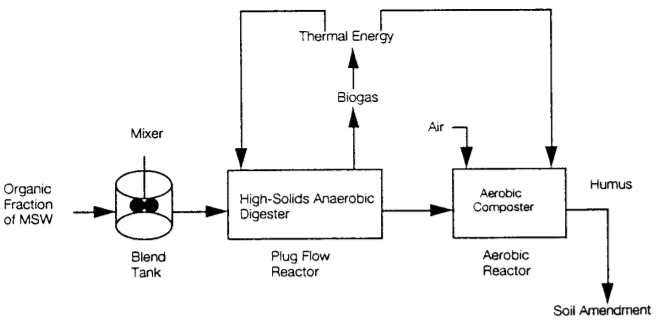 Thermal Energy
Biogas
Air
Mixer
Organic
Fraction
of MSW
High-Solids Anaerobic
Digester
Aerobic
Composter
Humus
Blend
Tank
Plug Flow
Reactor
Aerobic
Reactor
Soil Amendment